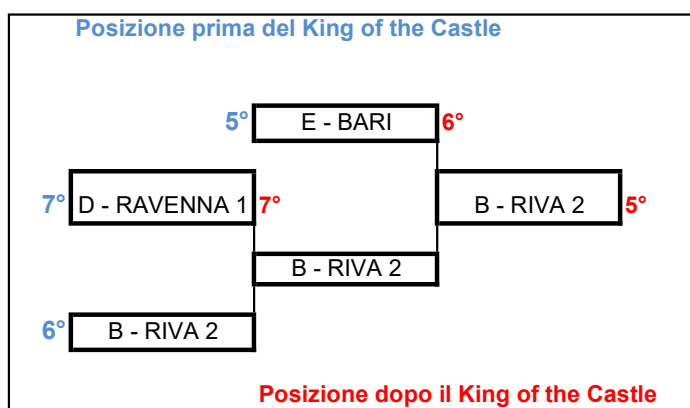 Posizione prima del King of the Castle
5° E - BARI 6°
7° D - RAVENNA 1 7° B - RIVA 2 5°
B - RIVA 2
6° B - RIVA 2
Posizione dopo il King of the Castle